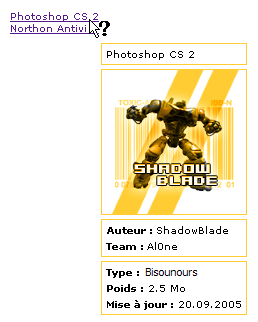 Photoshop CS 2
Northon Antivi
Photoshop CS 2
SHADOW
BLADE
Auteur : ShadowBlade
Team : Al0ne
Type : Bisounours
Poids : 2.5 Mo
Mise à jour : 20.09.2005